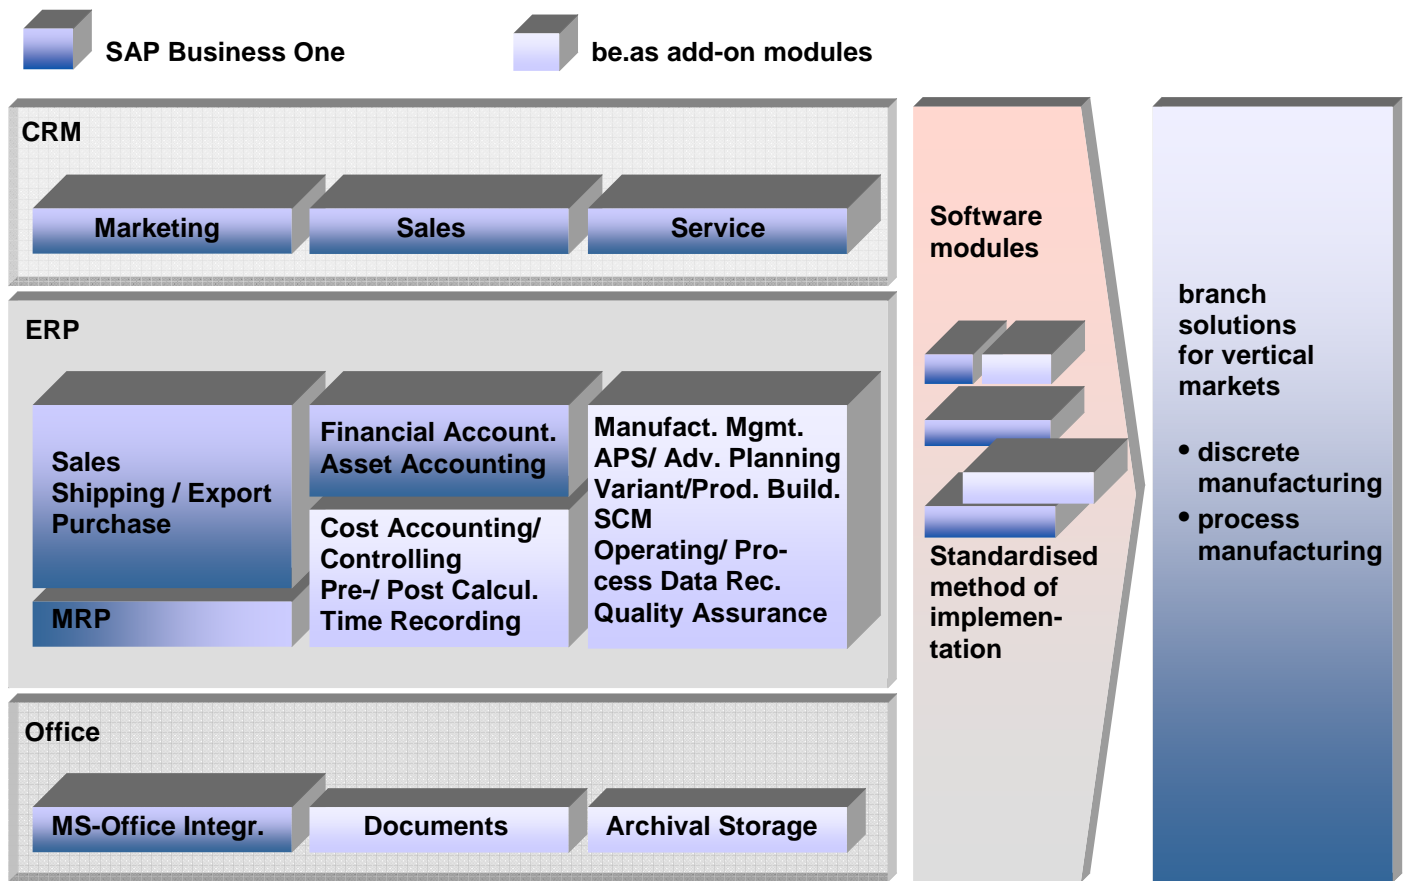 SAP Business One
be.as add-on modules
CRM
Marketing
Sales
Service
ERP
Sales
Shipping / Export
Purchase
MRP
Financial Account.
Asset Accounting
Cost Accounting/
Controlling
Pre-/ Post Calcul.
Time Recording
Manufact. Mgmt.
APS/ Adv. Planning
Variant/Prod. Build.
SCM
Operating/ Pro-
cess Data Rec.
Quality Assurance
Office
MS-Office Integr.
Documents
Archival Storage
Software
modules
Standardised
method of
implemen-
tation
branch
solutions
for vertical
markets
• discrete
manufacturing
• process
manufacturing